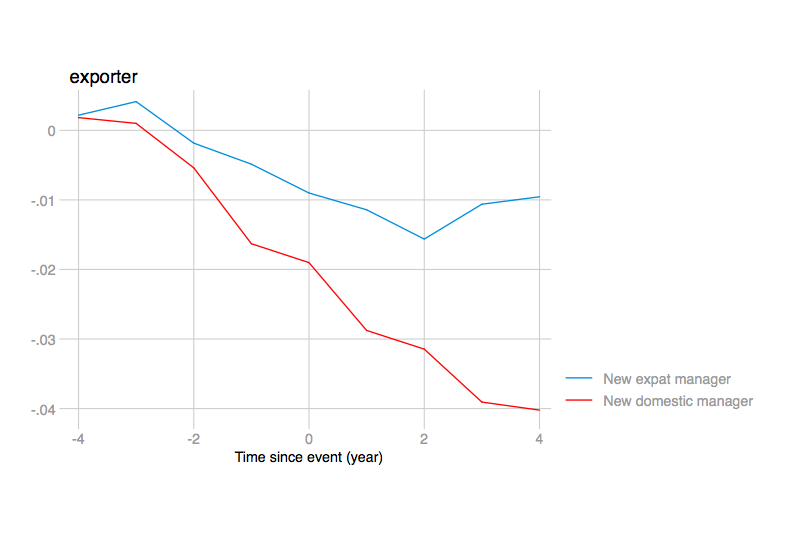 exporter
0
-.01
-.02
-.03
-.04
-4 -2 0 2 4
Time since event (year)
New expat manager
New domestic manager